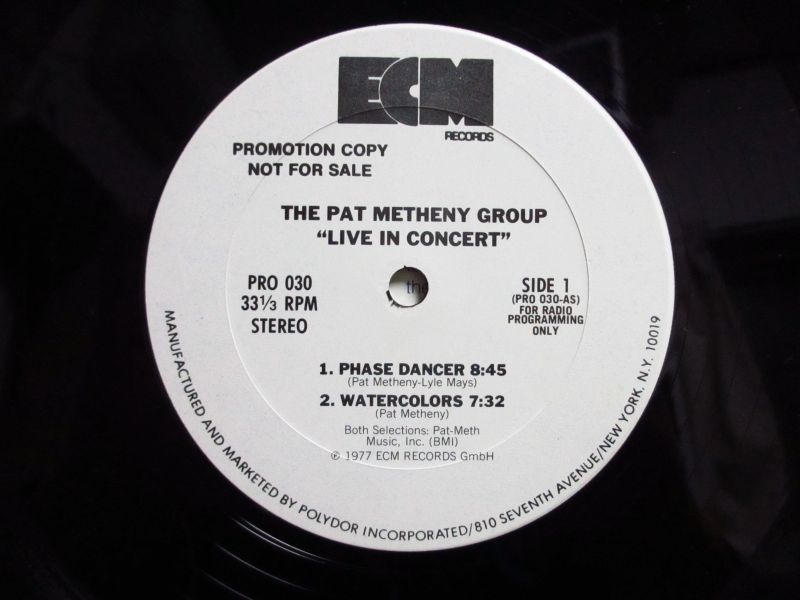 ECM
RECORDS
PROMOTION COPY
NOT FOR SALE
THE PAT METHENY GROUP
"LIVE IN CONCERT"
PRO 030
33⅓ RPM
STEREO
the
SIDE 1
(PRO 030-AS)
FOR RADIO
PROGRAMMING
ONLY
1. PHASE DANCER 8:45
(Pat Metheny-Lyle Mays)
2. WATERCOLORS 7:32
(Pat Metheny)
Both Selections: Pat-Meth
Music, Inc. (BMI)
℗ 1977 ECM RECORDS GmbH
MANUFACTURED AND MARKETED BY POLYDOR INCORPORATED/810 SEVENTH AVENUE/NEW YORK, N.Y. 10019